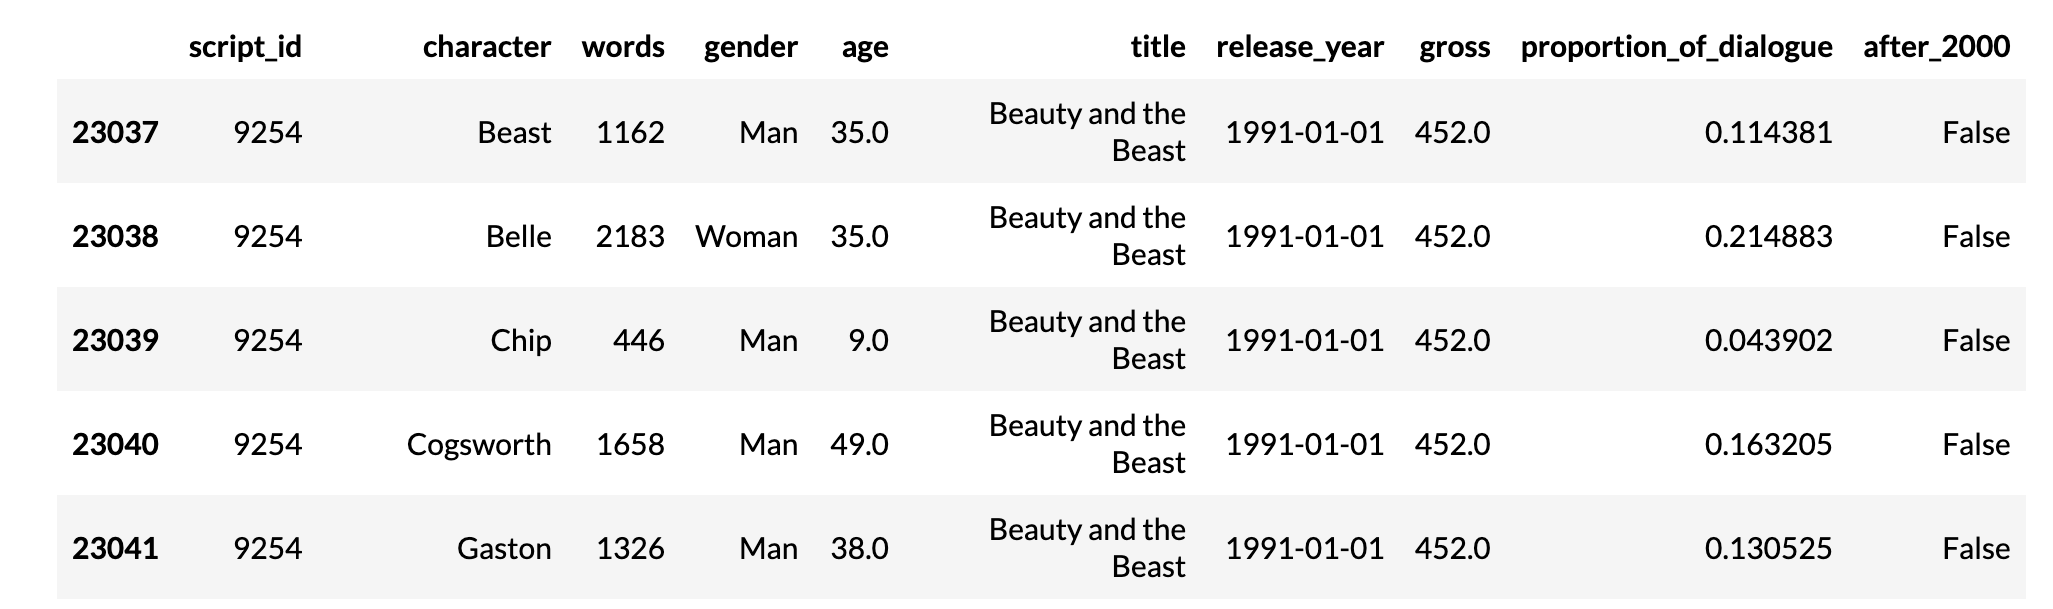 script_id character words gender age title release_year gross proportion_of_dialogue after_2000
23037 9254 Beast 1162 Man 35.0 Beauty and the Beast 1991-01-01 452.0 0.114381 False
23038 9254 Belle 2183 Woman 35.0 Beauty and the Beast 1991-01-01 452.0 0.214883 False
23039 9254 Chip 446 Man 9.0 Beauty and the Beast 1991-01-01 452.0 0.043902 False
23040 9254 Cogsworth 1658 Man 49.0 Beauty and the Beast 1991-01-01 452.0 0.163205 False
23041 9254 Gaston 1326 Man 38.0 Beauty and the Beast 1991-01-01 452.0 0.130525 False